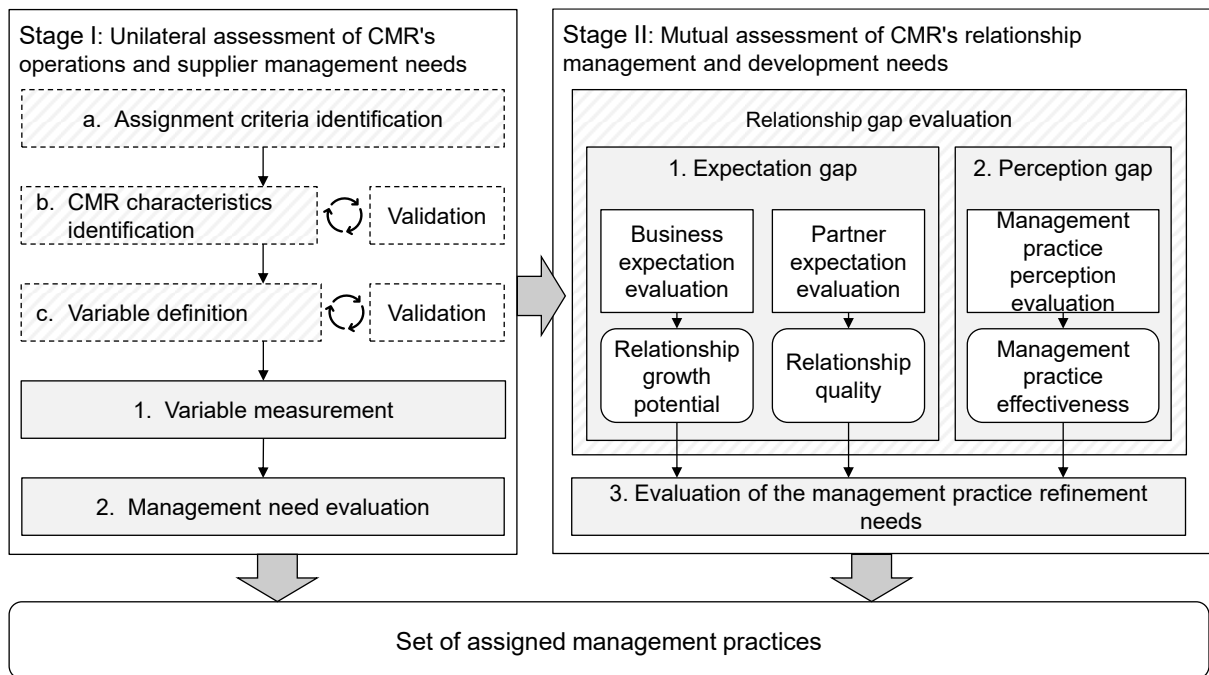 Stage I: Unilateral assessment of CMR's
operations and supplier management needs
a. Assignment criteria identification
b. CMR characteristics
identification
Validation
c. Variable definition
Validation
1. Variable measurement
2. Management need evaluation
Stage II: Mutual assessment of CMR's relationship
management and development needs
Relationship gap evaluation
1. Expectation gap
Business
expectation
evaluation
Partner
expectation
evaluation
Relationship
growth
potential
Relationship
quality
2. Perception gap
Management
practice
perception
evaluation
Management
practice
effectiveness
3. Evaluation of the management practice refinement
needs
Set of assigned management practices